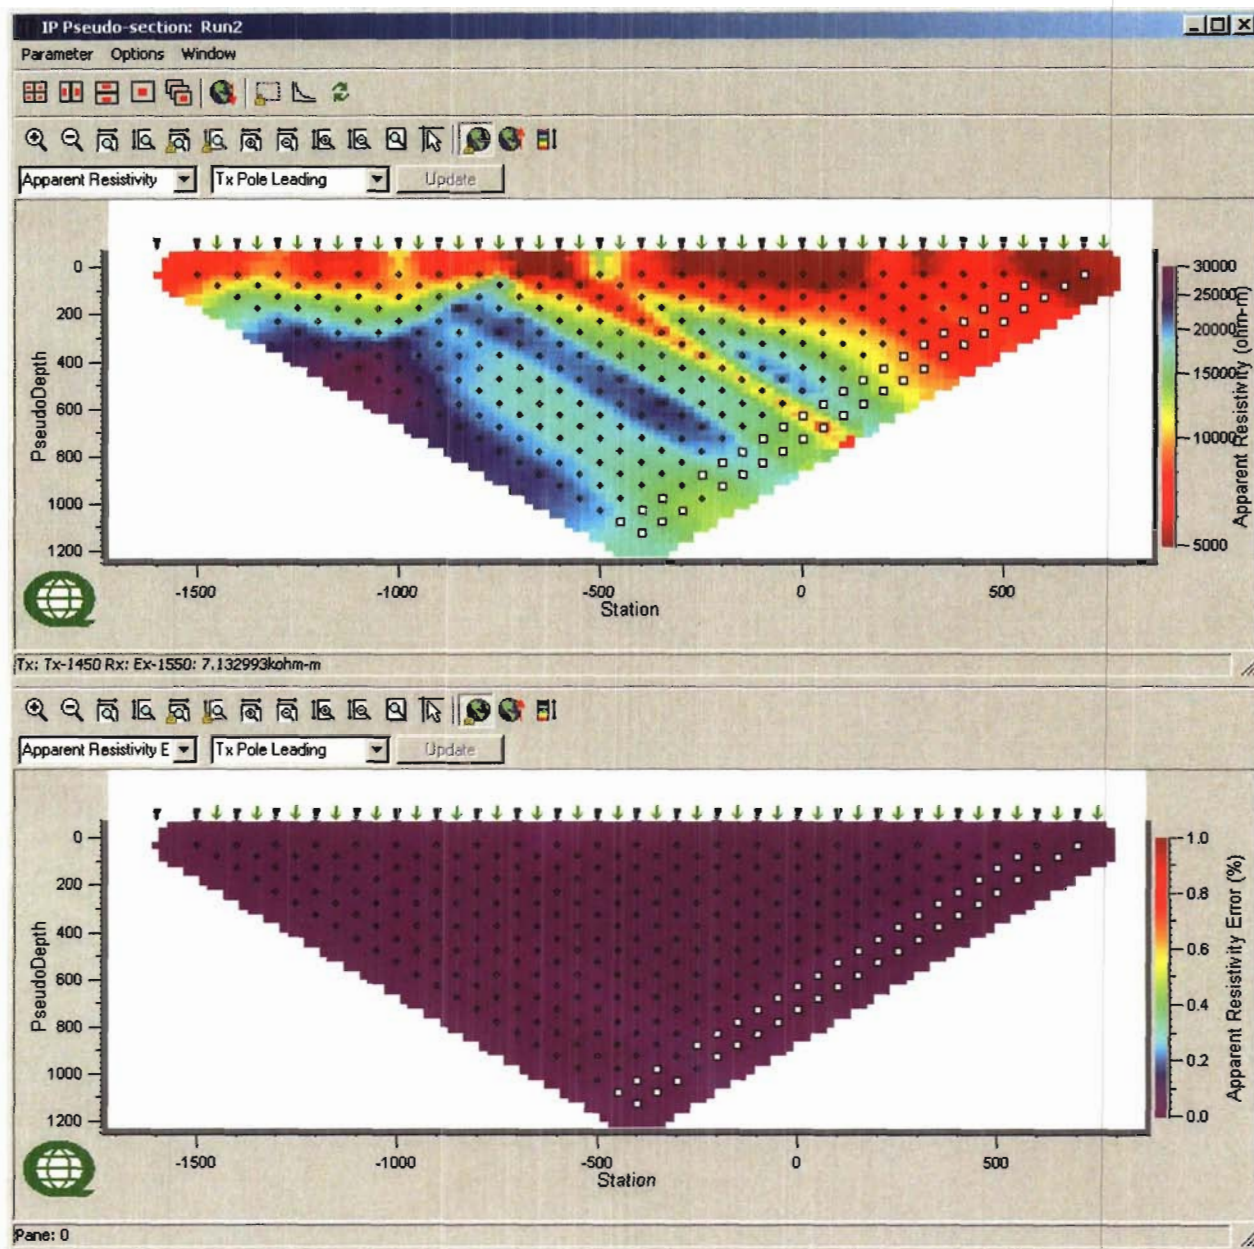 IP Pseudo-section: Run2
Parameter Options Window
Apparent Resistivity Tx Pole Leading Update
0
200
400
600
800
1000
1200
PseudoDepth
-1500 -1000 -500 0 500
Station
30000
25000
20000
15000
10000
5000
Apparent Resistivity (ohm-m)
Tx: Tx-1450 Rx: Ex-1550: 7.132993kohm-m
Apparent Resistivity E Tx Pole Leading Update
0
200
400
600
800
1000
1200
PseudoDepth
-1500 -1000 -500 0 500
Station
1.0
0.8
0.6
0.4
0.2
0.0
Apparent Resistivity Error (%)
Pane: 0